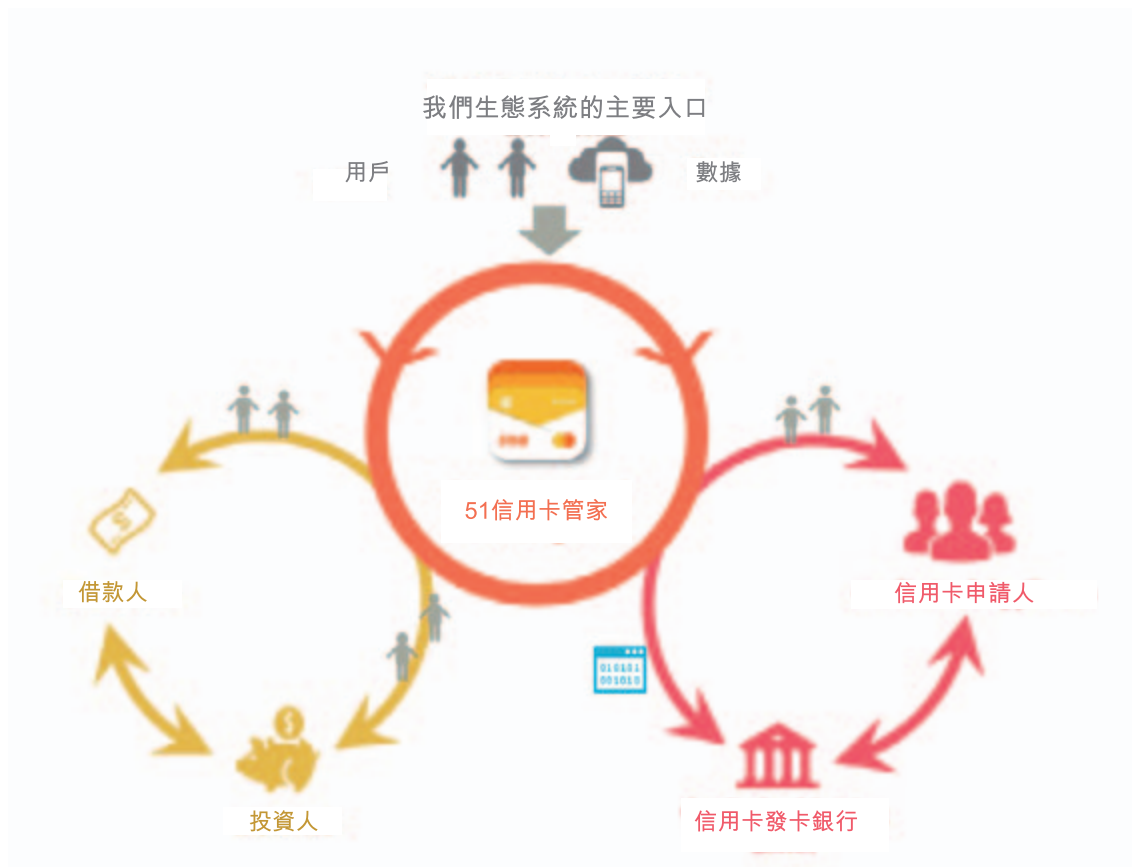 我們生態系統的主要入口
用戶
數據
51信用卡管家
010101
001010
借款人
信用卡申請人
投資人
信用卡發卡銀行